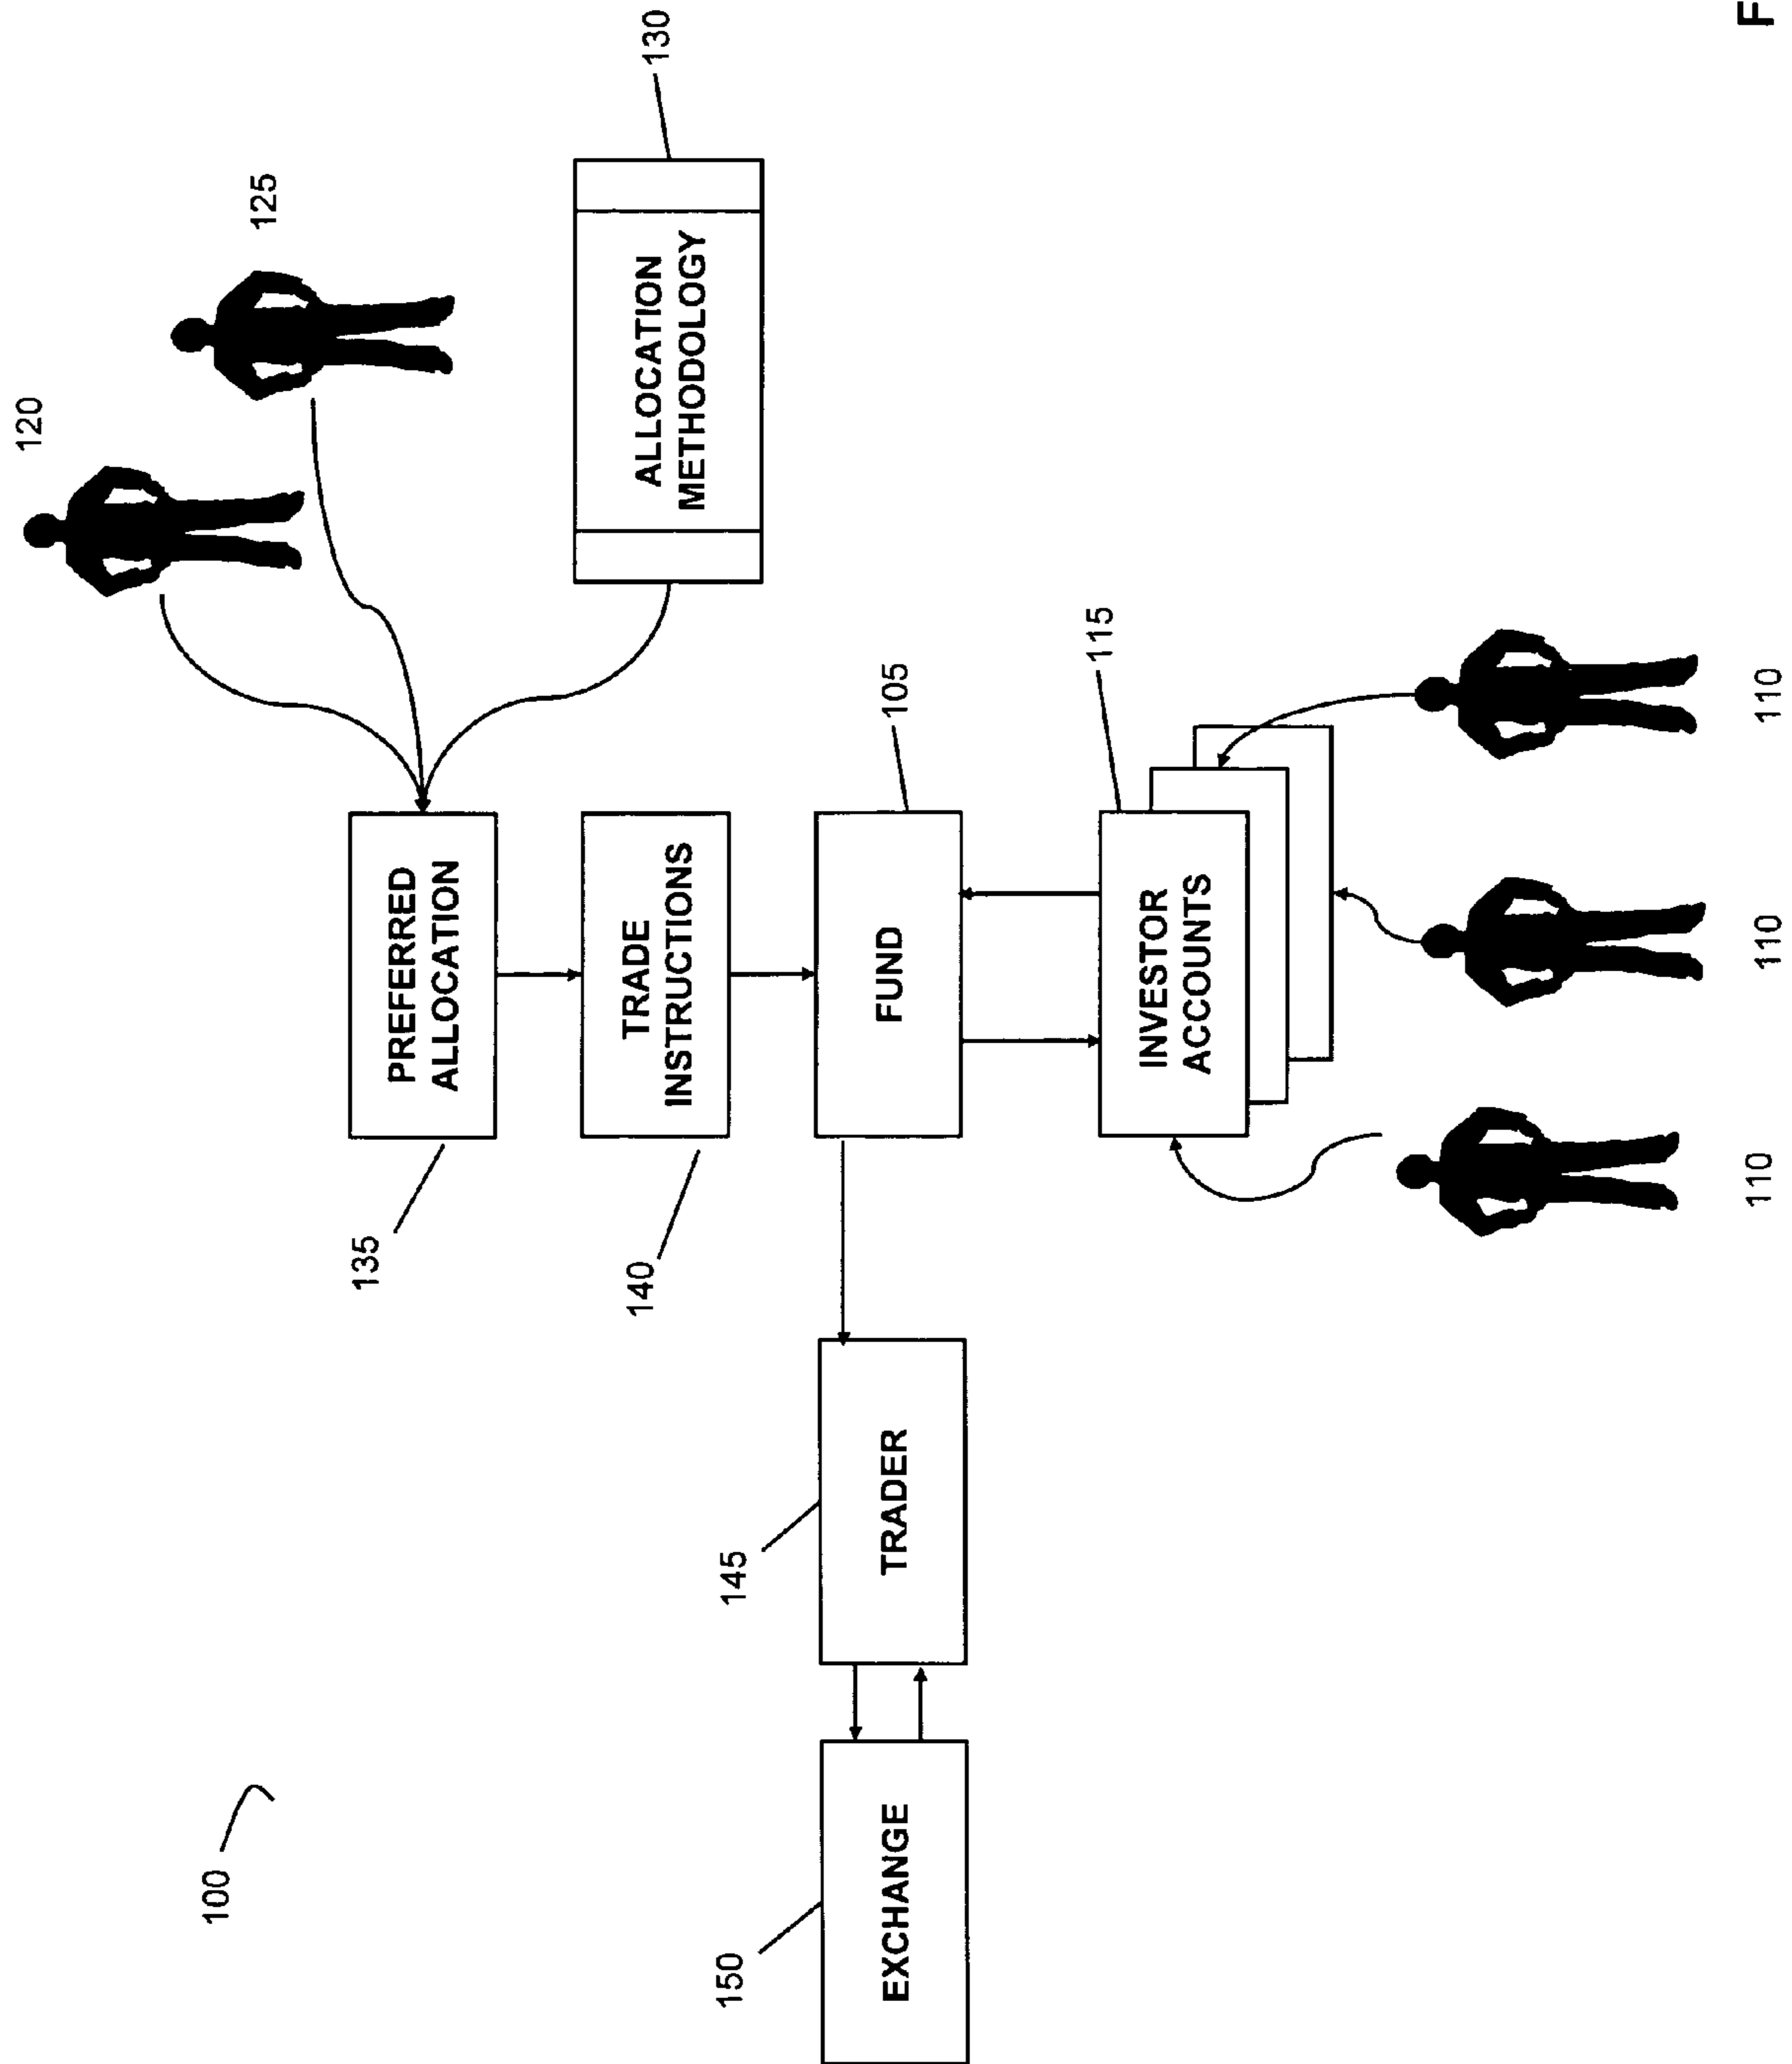 120
100
125
135
PREFERRED
ALLOCATION
140
TRADE
INSTRUCTIONS
ALLOCATION
METHODOLOGY
130
150
145
EXCHANGE
TRADER
FUND
105
115
INVESTOR
ACCOUNTS
110
110
110
F